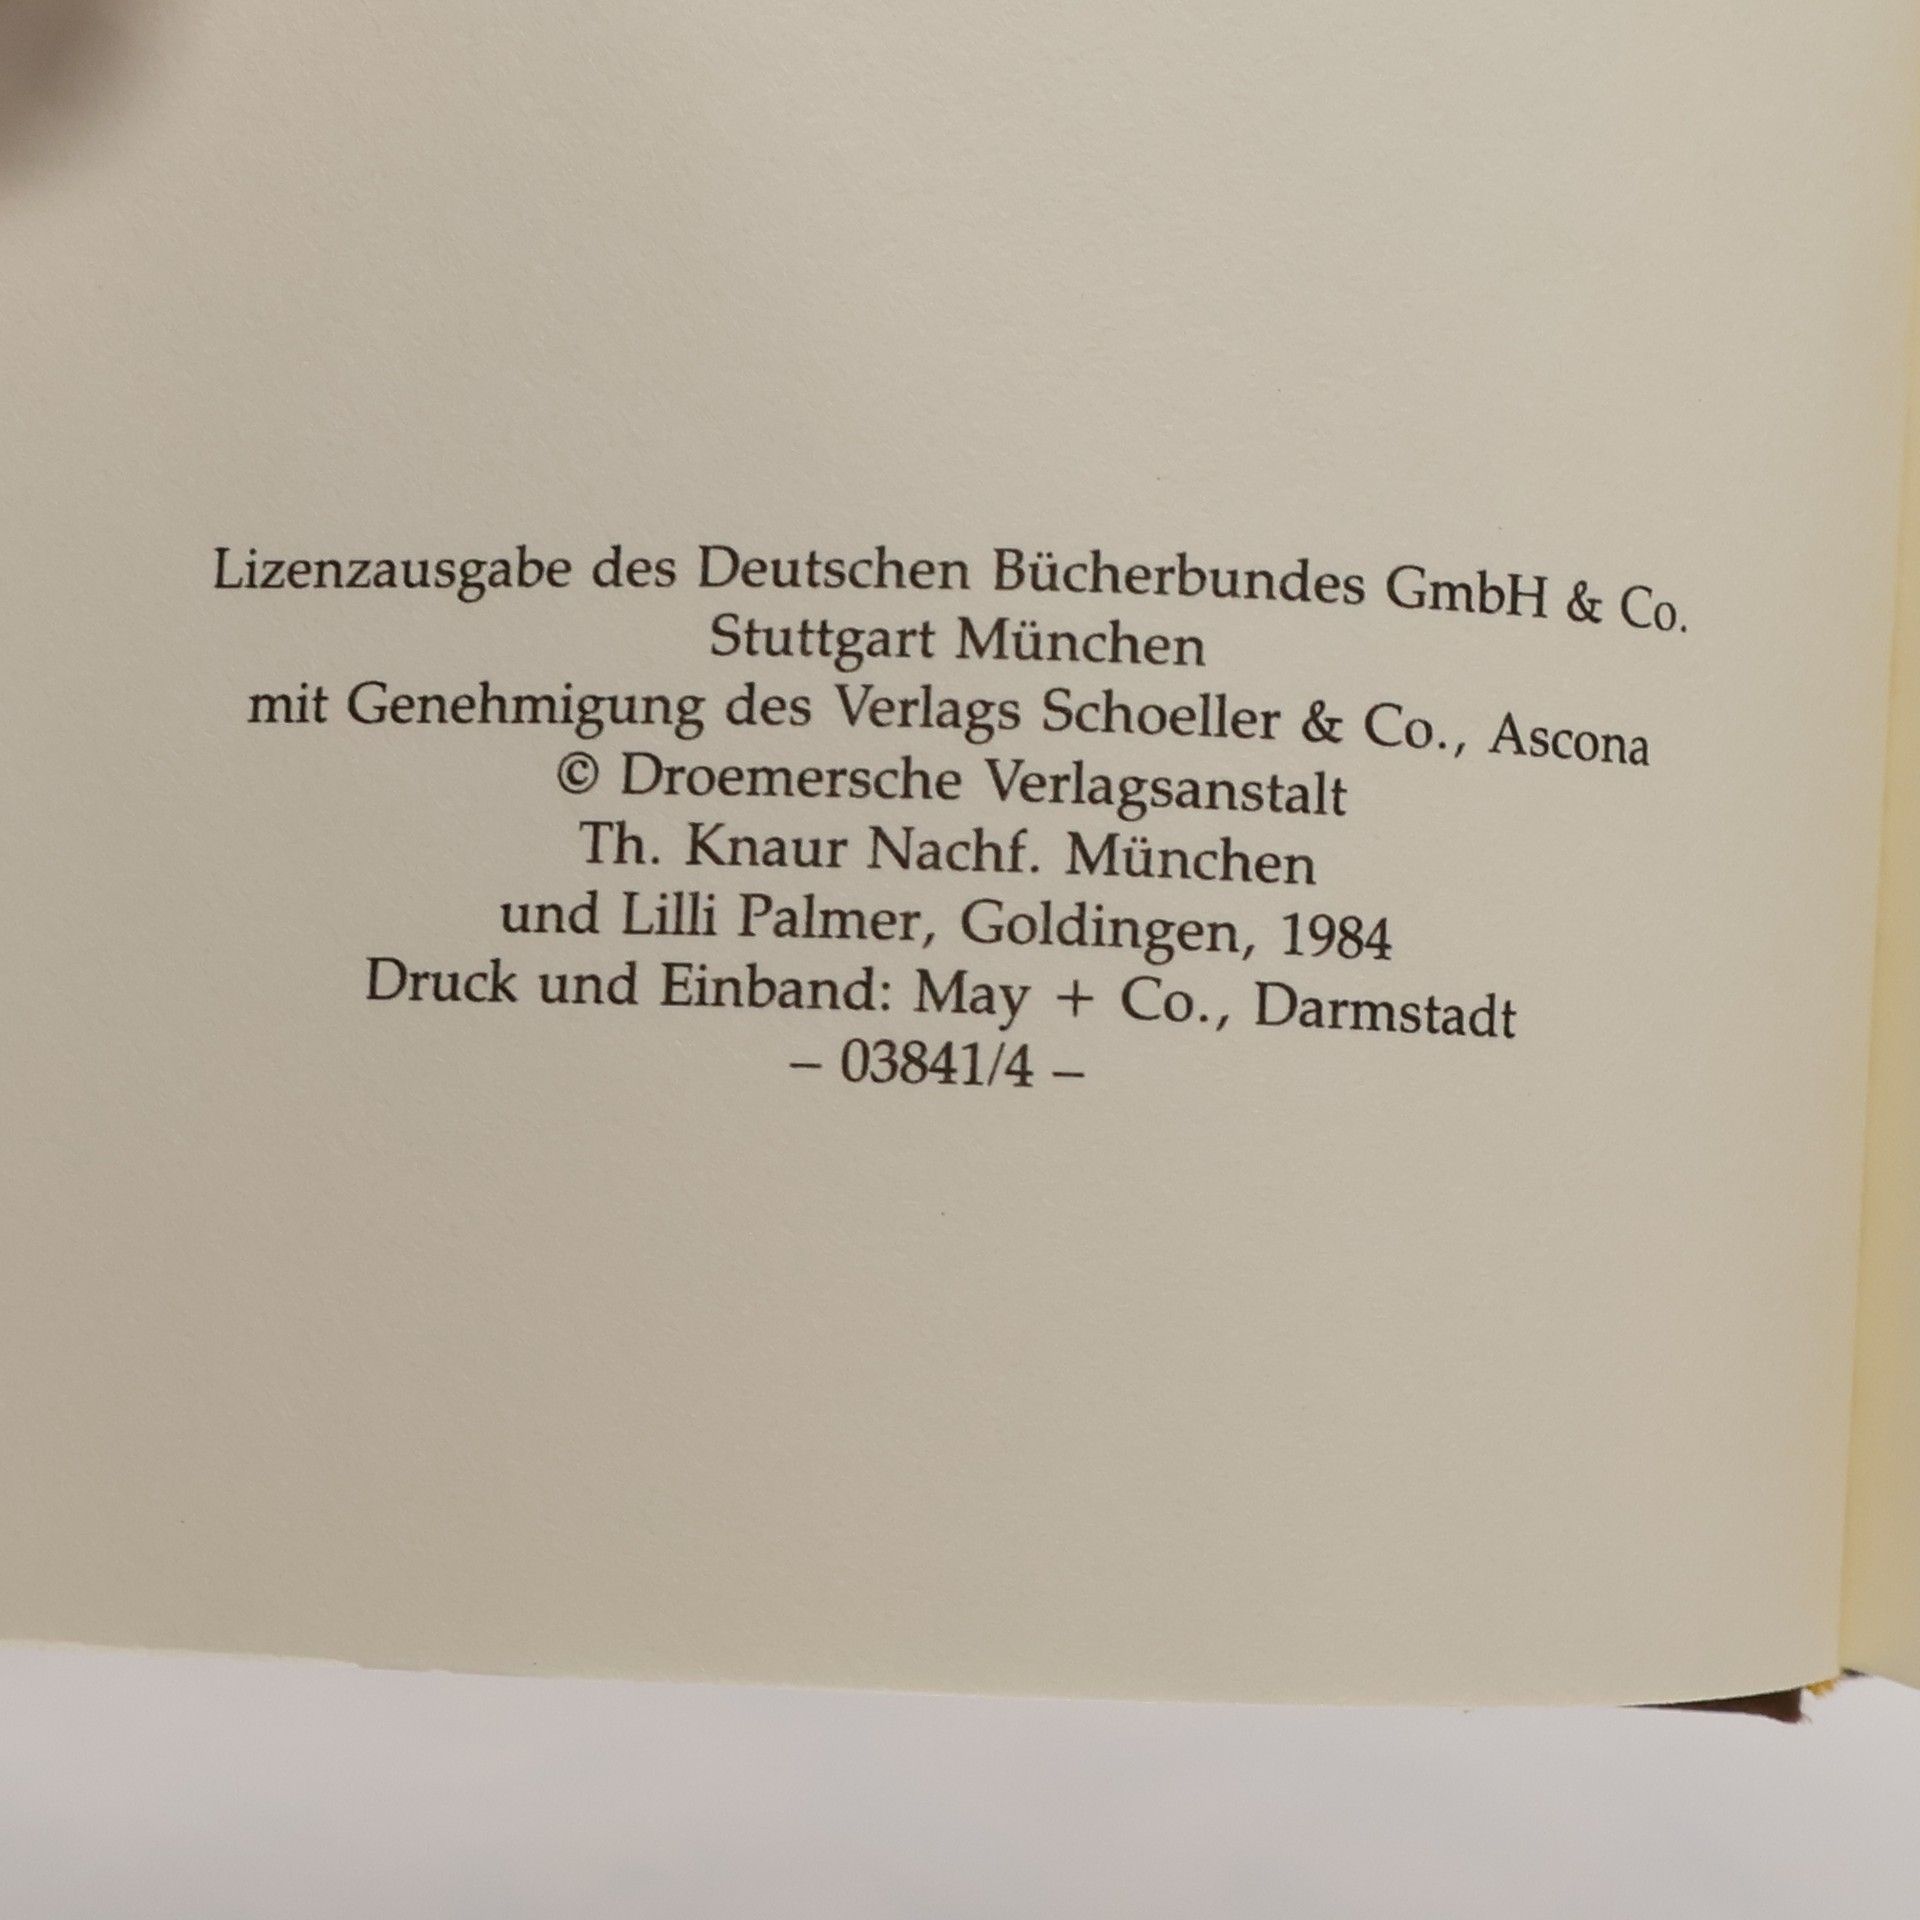 Lizenzausgabe des Deutschen Bücherbundes GmbH & Co.
Stuttgart München
mit Genehmigung des Verlags Schoeller & Co., Ascona
© Droemersche Verlagsanstalt
Th. Knaur Nachf. München
und Lilli Palmer, Goldingen, 1984
Druck und Einband: May + Co., Darmstadt
– 03841/4 –